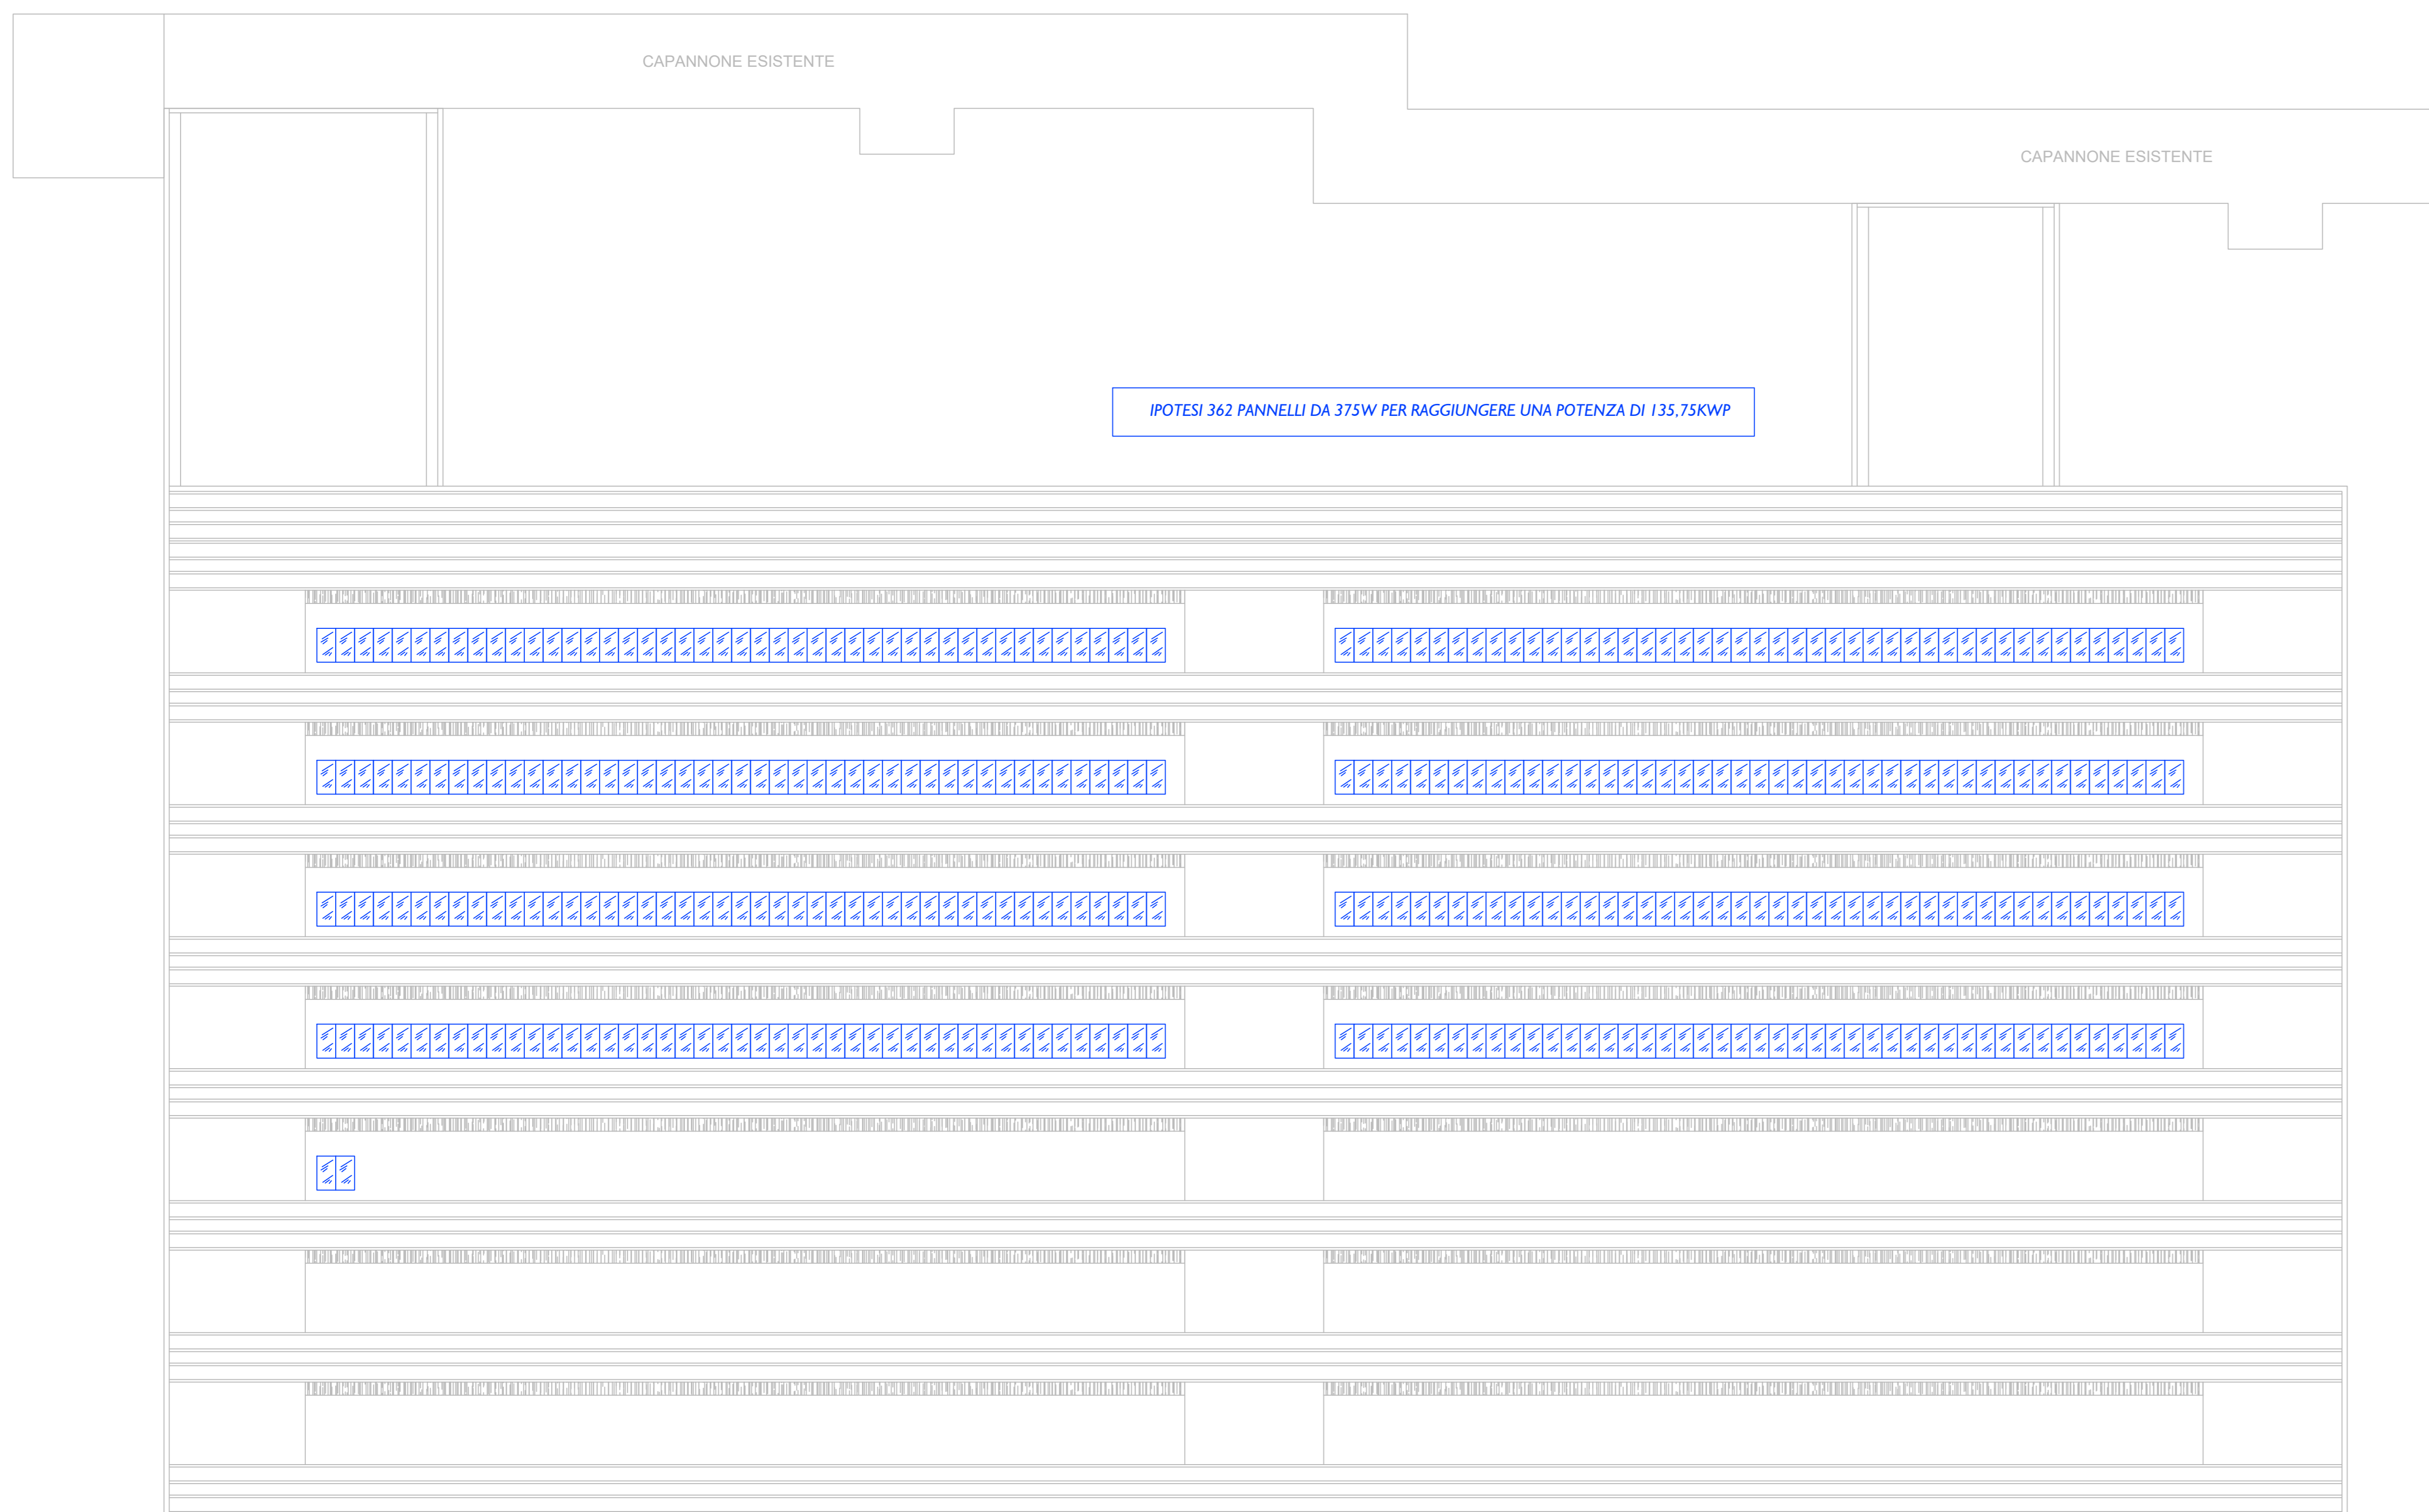 CAPANNONE ESISTENTE
CAPANNONE ESISTENTE
IPOTESI 362 PANNELLI DA 375W PER RAGGIUNGERE UNA POTENZA DI 135,75KWP